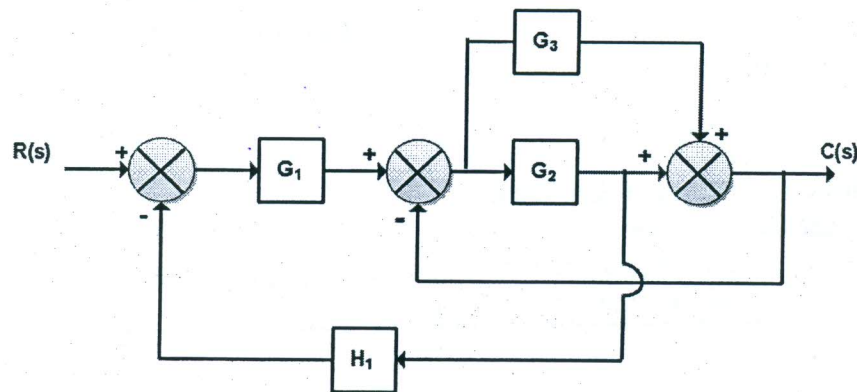 G₃
+
R(s)
+
G₁
+
G₂
+
C(s)
-
-
H₁